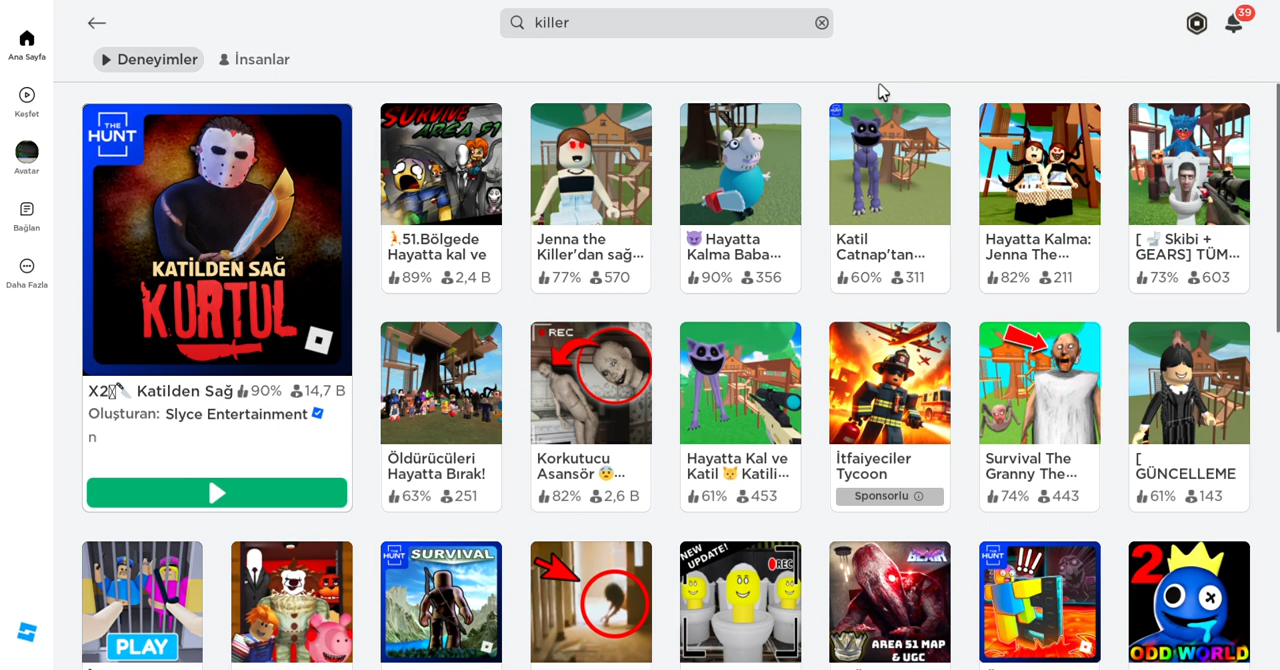 killer
39
Ana Sayfa
Keşfet
Avatar
Bağlan
Daha Fazla
Deneyimler
İnsanlar
THE
HUNT
KATİLDEN SAĞ
KURTUL
X2 Katilden Sağ 90% 14,7 B
Oluşturan: Slyce Entertainment
n
SURVIVE
AREA 51
51.Bölgede
Hayatta kal ve
89% 2,4 B
Jenna the
Killer'dan sağ...
77% 570
Hayatta
Kalma Baba...
90% 356
Katil
Catnap'tan...
60% 311
Hayatta Kalma:
Jenna The...
82% 211
[ Skibi +
GEARS] TÜM...
73% 603
Öldürücüleri
Hayatta Bırak!
63% 251
REC
Korkutucu
Asansör 😨...
82% 2,6 B
Hayatta Kal ve
Katil 😺 Katili...
61% 453
İtfaiyeciler
Tycoon
Sponsorlu
Survival The
Granny The...
74% 443
[
GÜNCELLEME
61% 143
PLAY
THE
HUNT
SURVIVAL
NEW
UPDATE!
REC
BEAR
AREA 51 MAP
& UGC
THE
HUNT
!!!
2
ODD WORLD